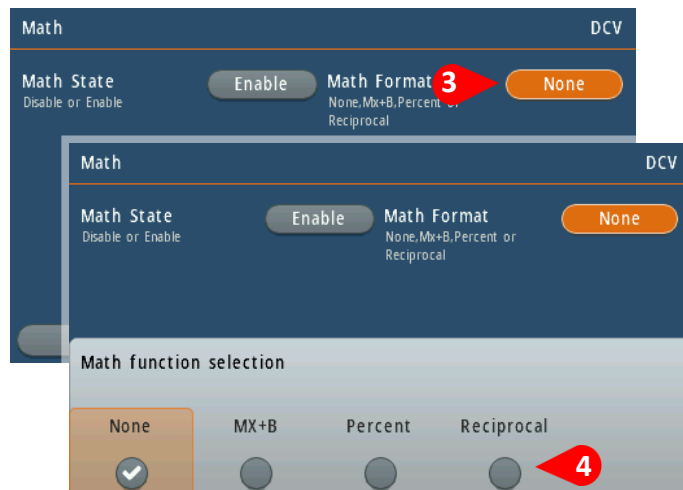 Math DCV
Math State Enable Math Format 3 None
Disable or Enable None,Mx+B,Percent or
Reciprocal
Math DCV
Math State Enable Math Format None
Disable or Enable None,Mx+B,Percent or
Reciprocal
Math function selection
None MX+B Percent Reciprocal
4